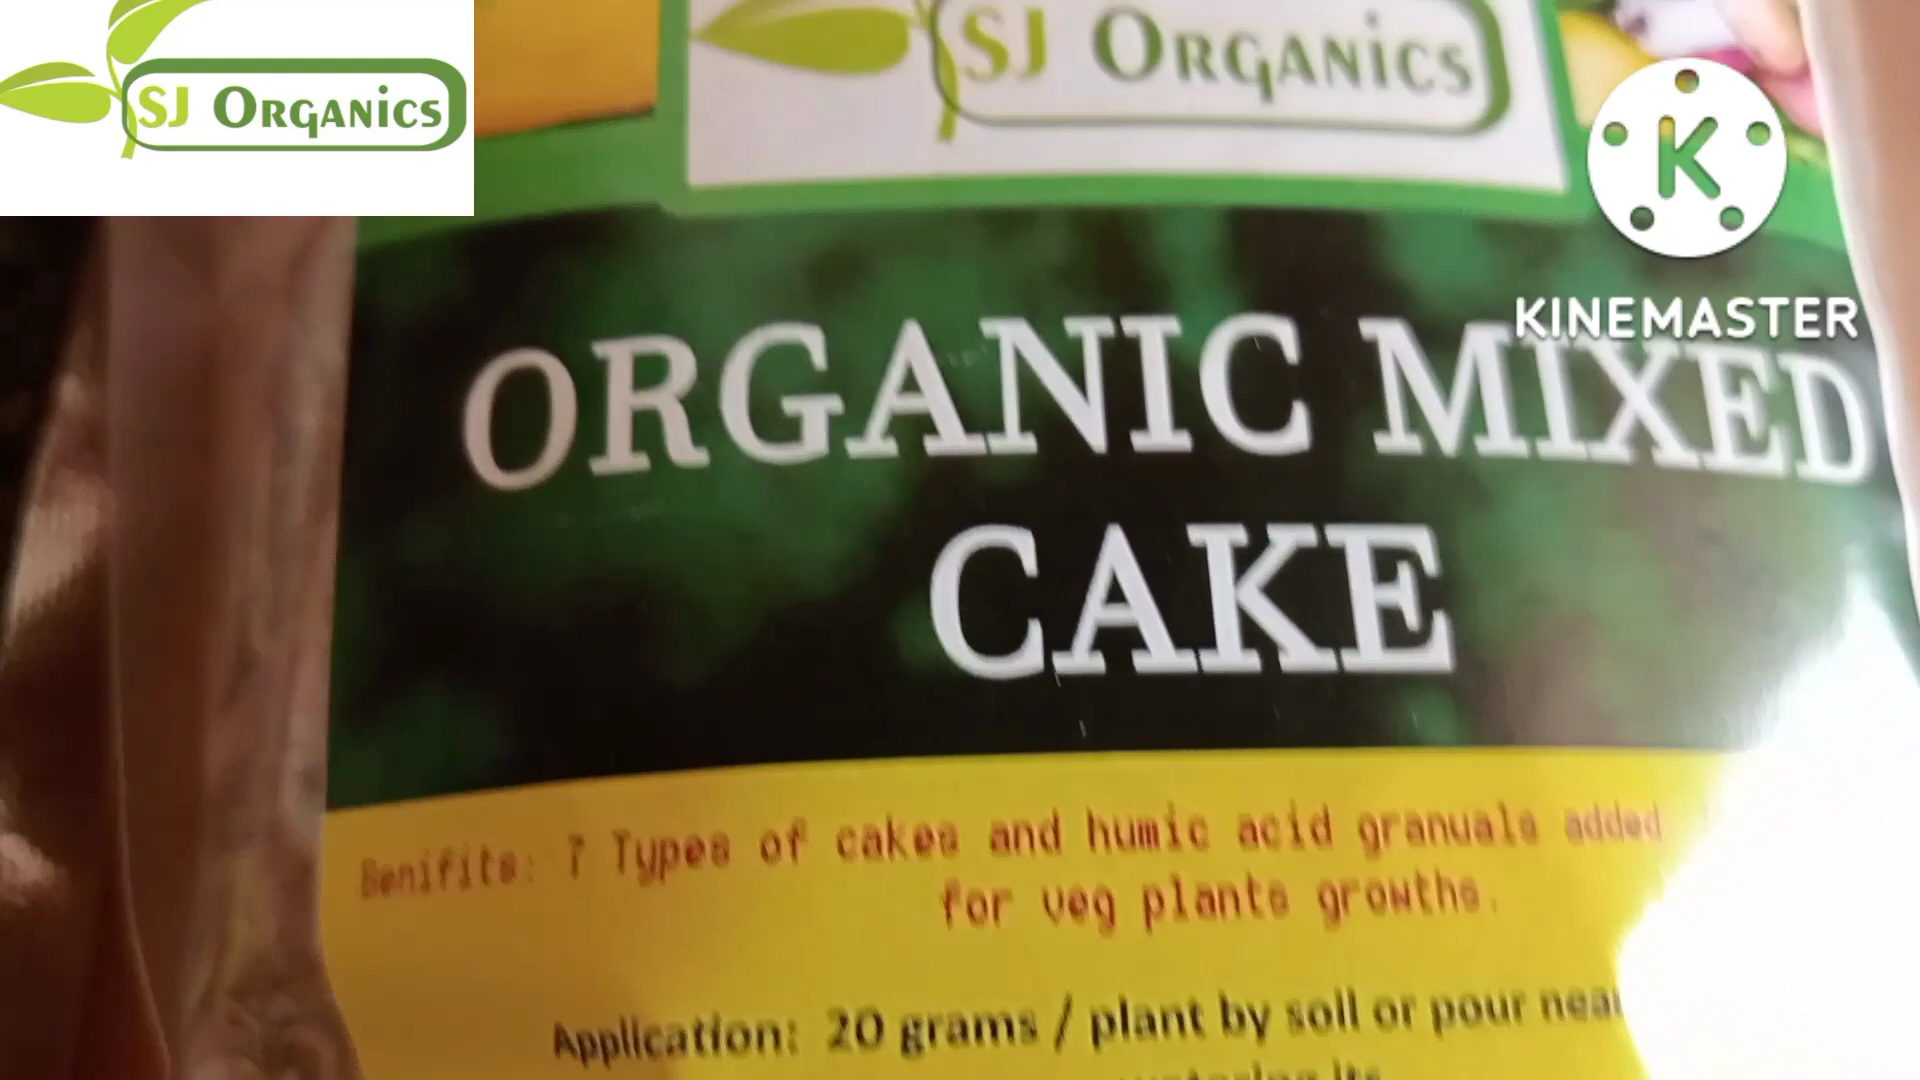 SJ ORGANICS
SJ ORGANICS
KINEMASTER
ORGANIC MIXED
CAKE
Benifits: 7 Types of cakes and humic acid granuals added
for veg plants growths.
Application: 20 grams / plant by soil or pour near